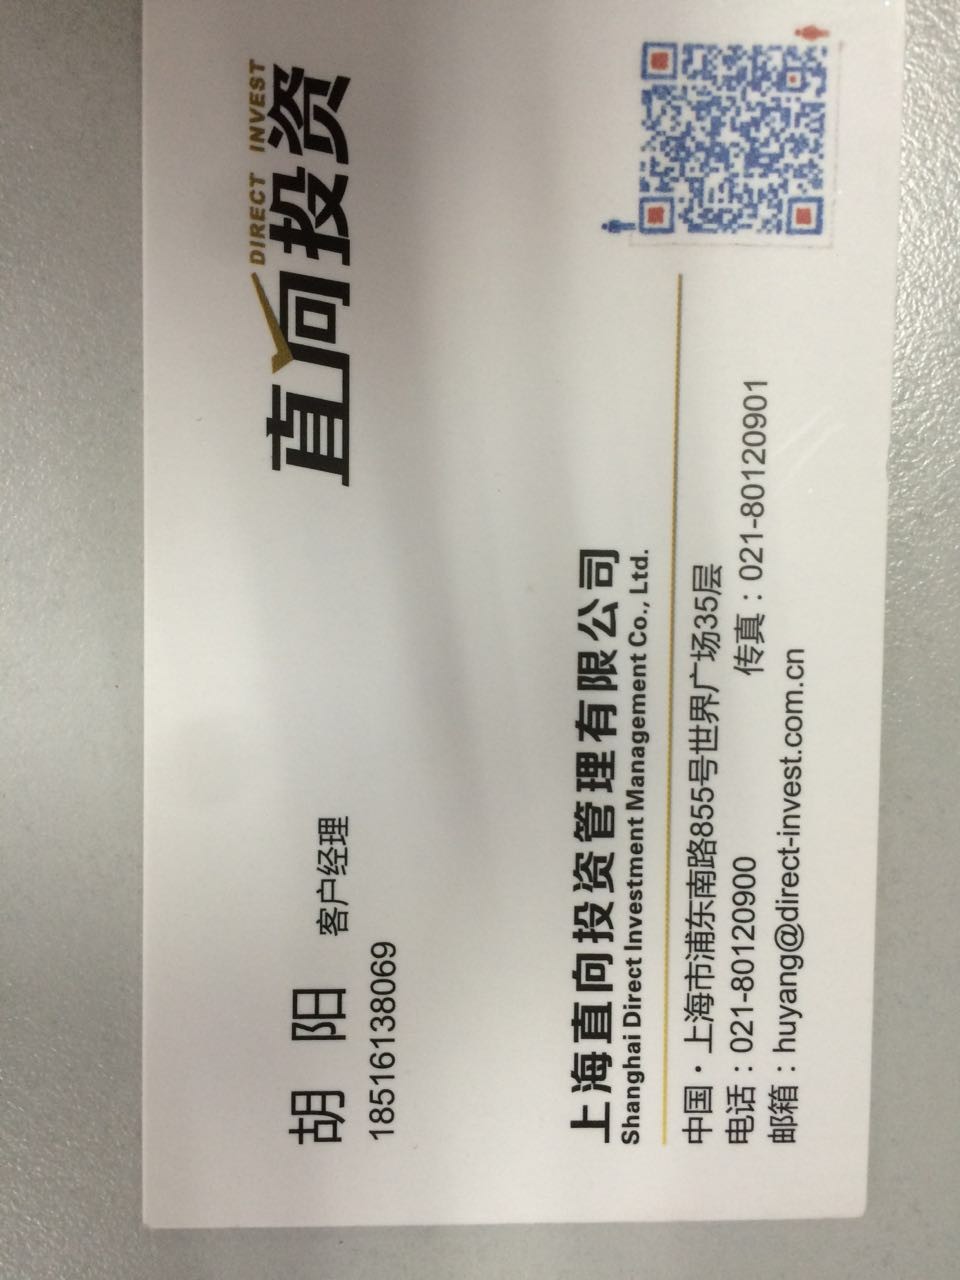 DIRECT INVEST
直向投资
胡 阳 客户经理
18516138069
上海直向投资管理有限公司
Shanghai Direct Investment Management Co., Ltd.
中国·上海市浦东南路855号世界广场35层
电话：021-80120900 传真：021-80120901
邮箱：huyang@direct-invest.com.cn